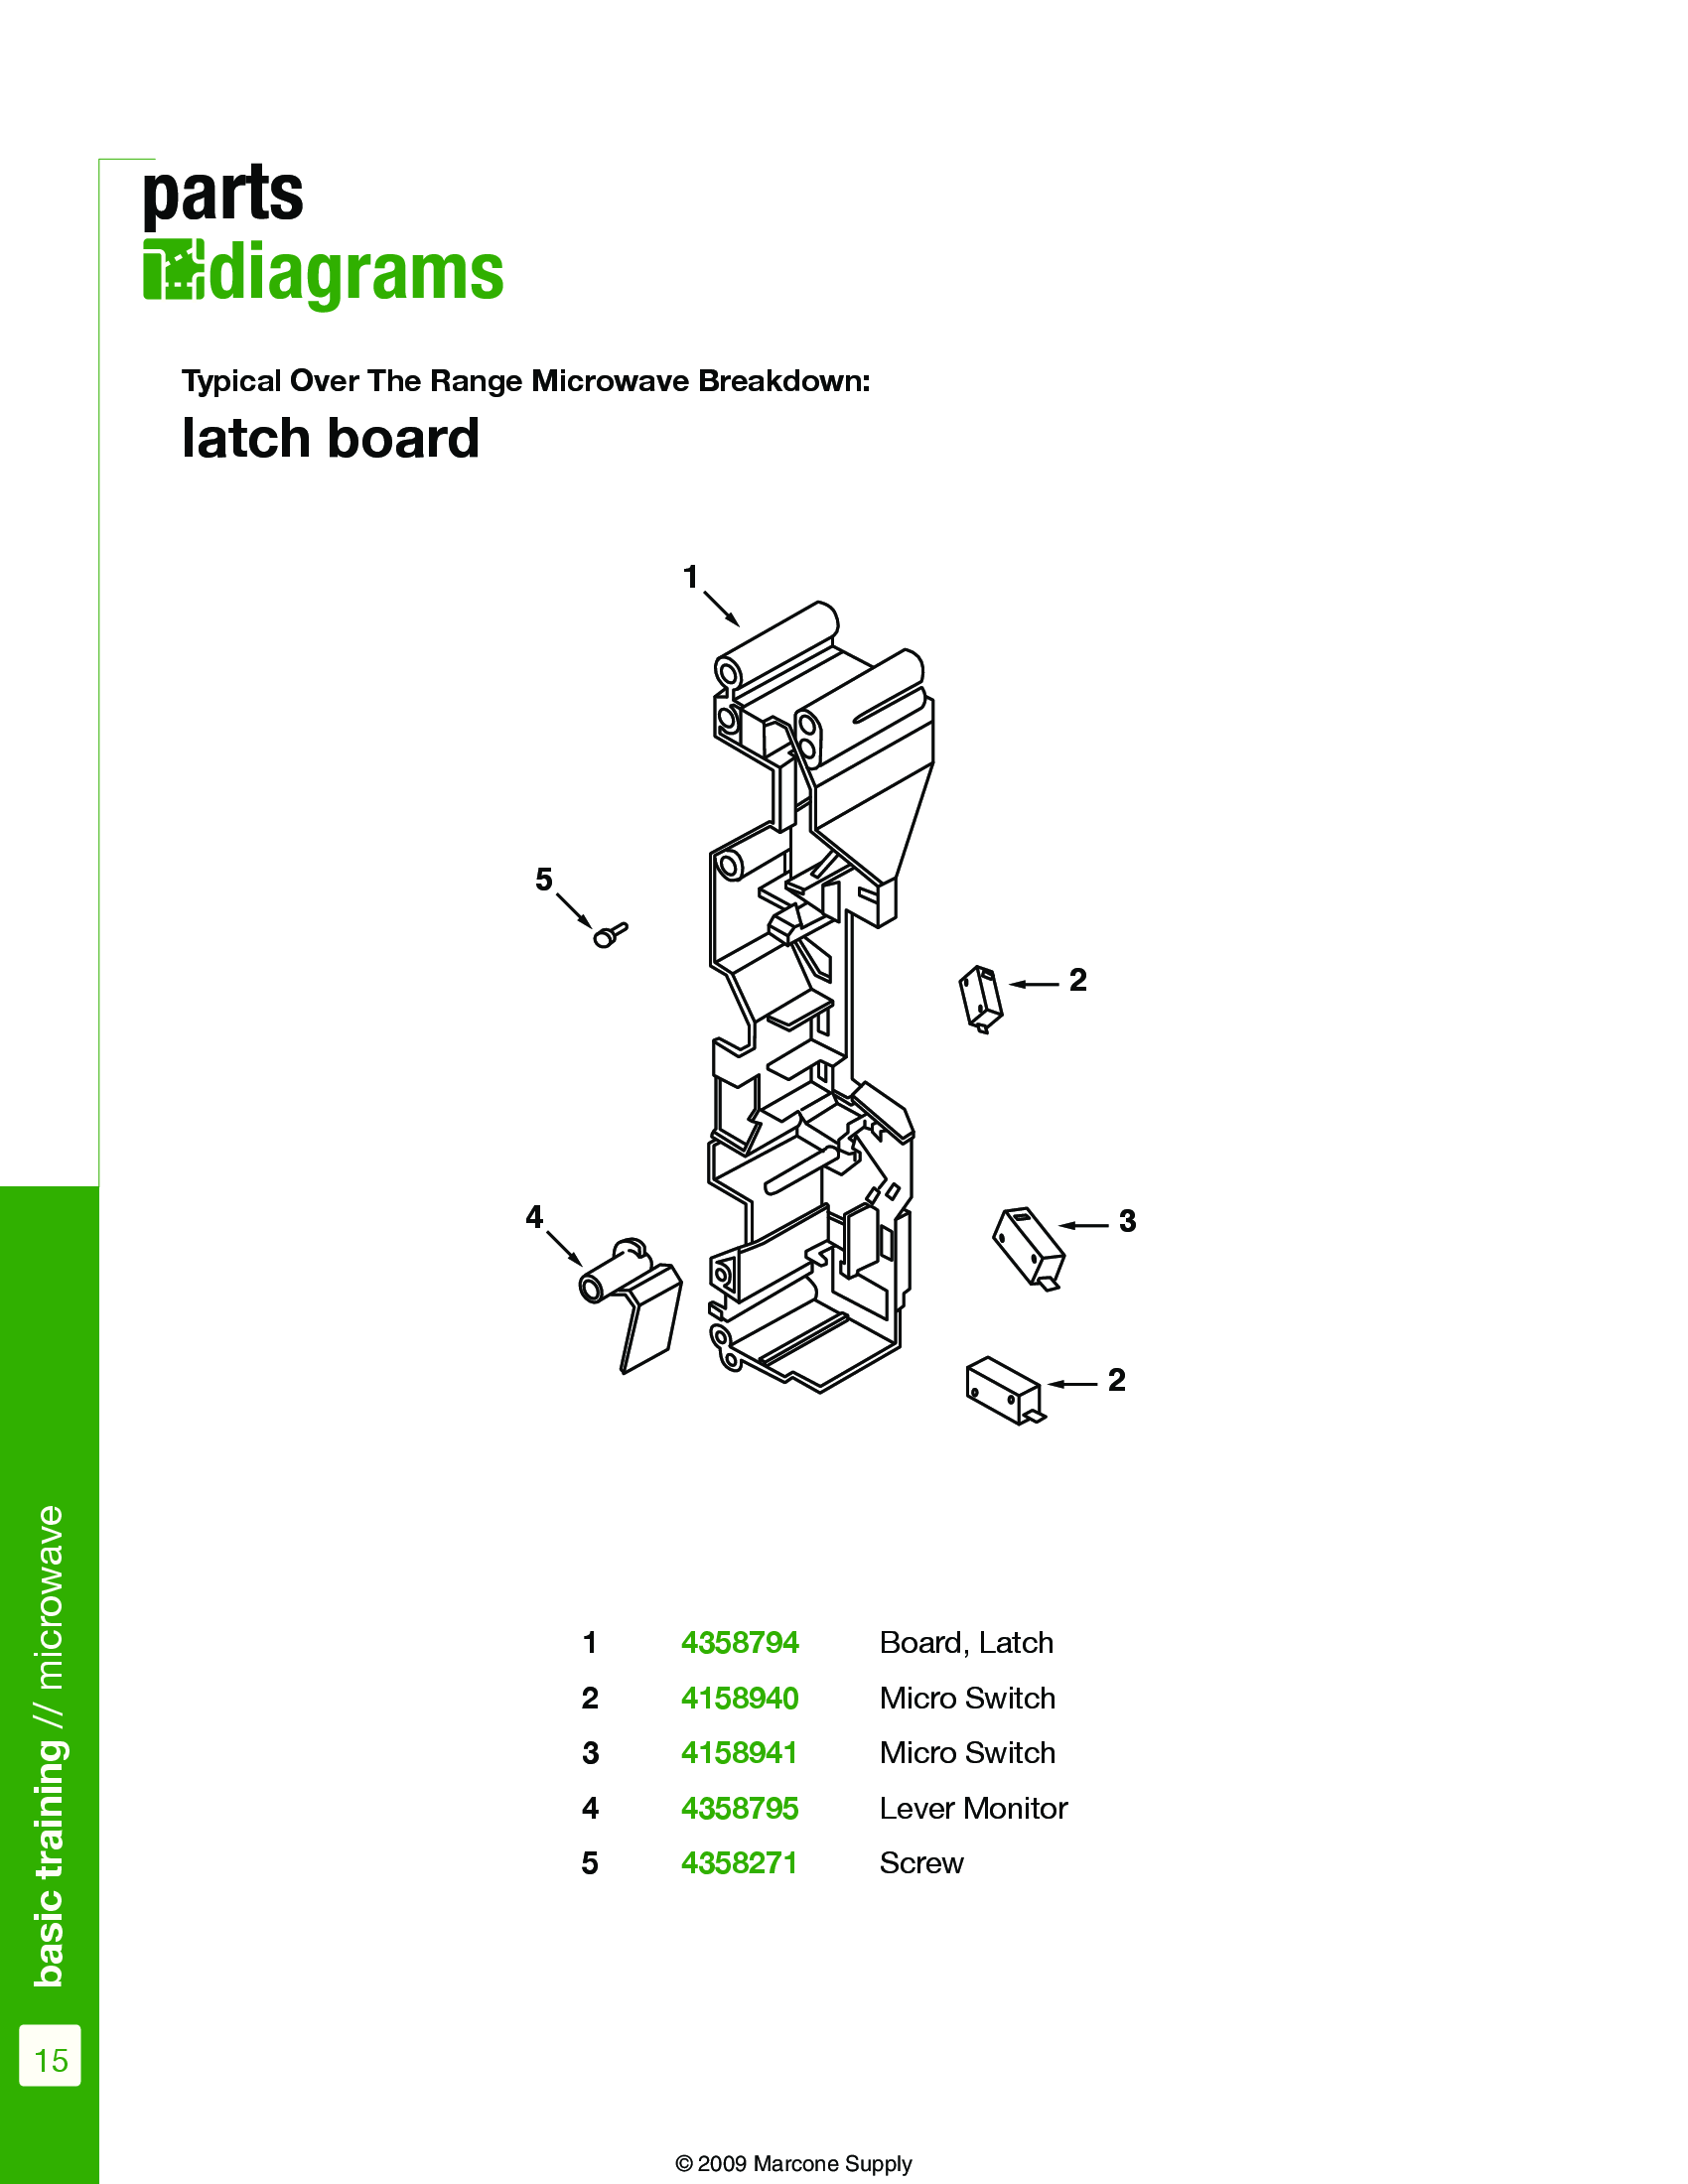 parts
diagrams
Typical Over The Range Microwave Breakdown:
latch board
1
5
2
4
3
2
1 4358794 Board, Latch
2 4158940 Micro Switch
3 4158941 Micro Switch
4 4358795 Lever Monitor
5 4358271 Screw
basic training // microwave
15
© 2009 Marcone Supply